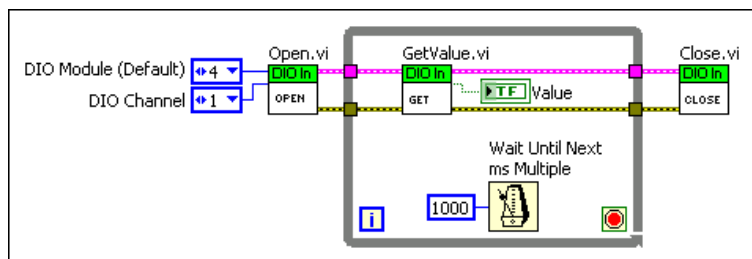 Open.vi GetValue.vi Close.vi
DIO Module (Default) 4 DIO In DIO In DIO In
DIO Channel 1 OPEN GET TF Value CLOSE
Wait Until Next
ms Multiple
1000
i